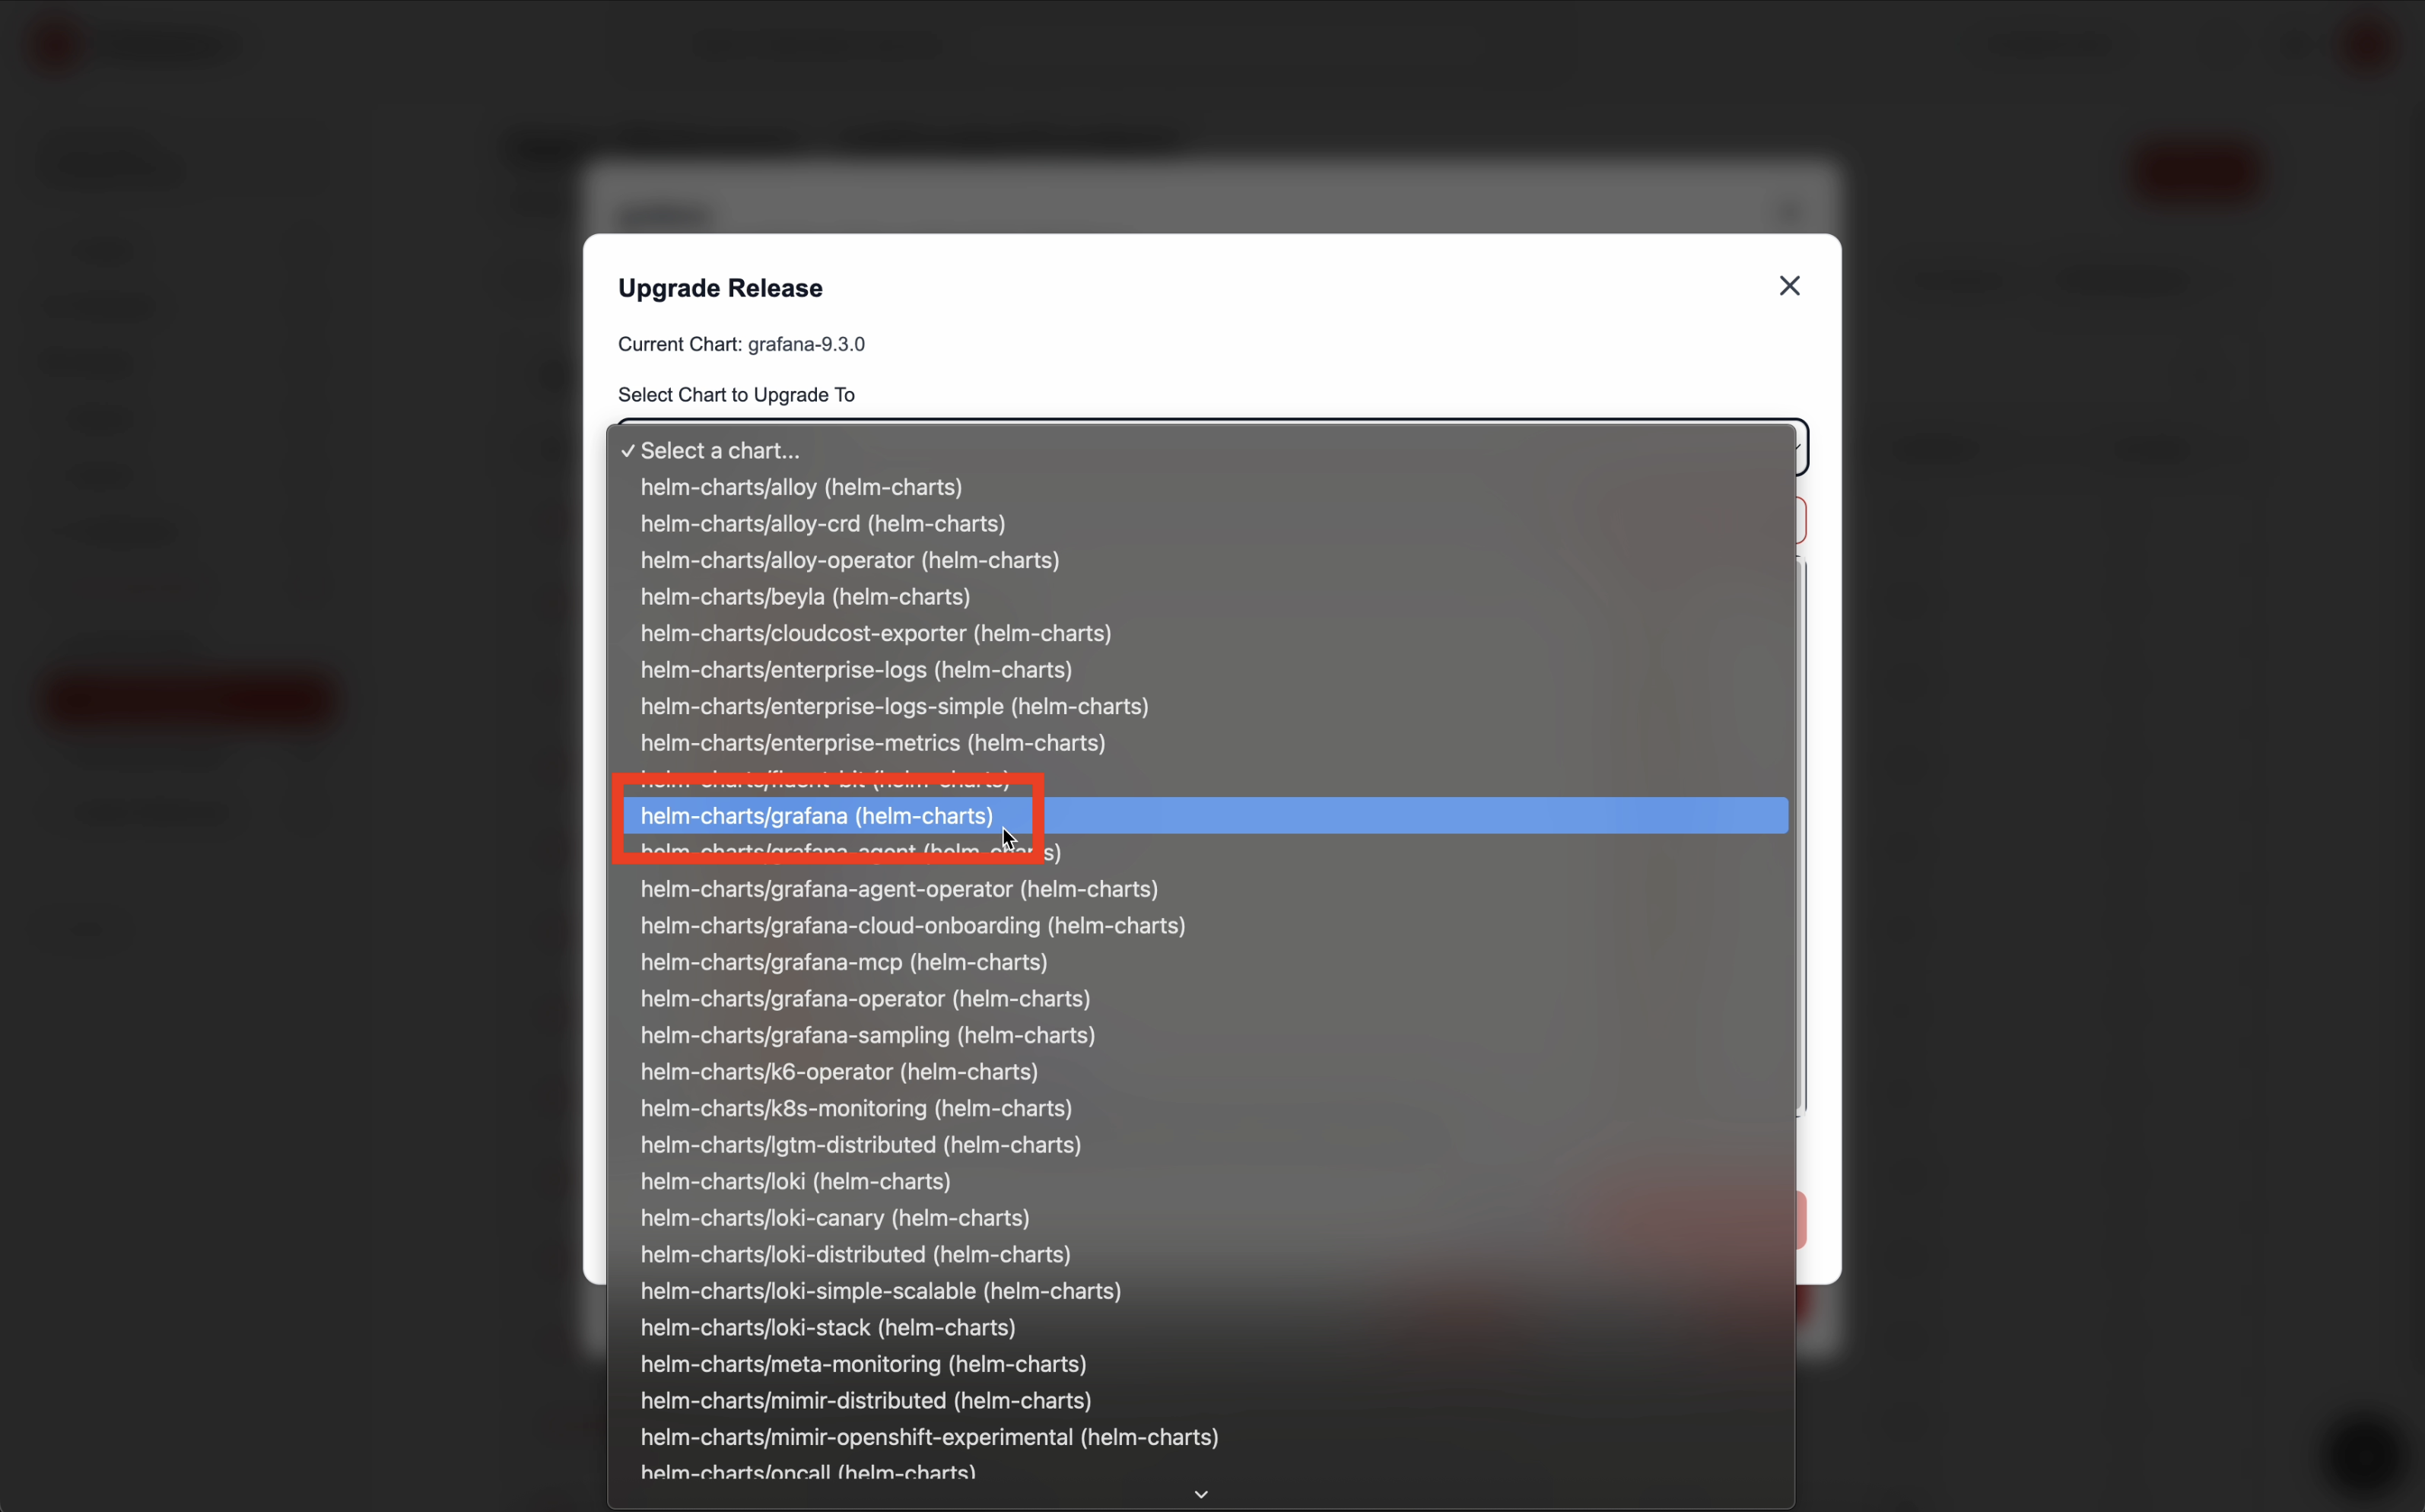 Upgrade Release
Current Chart: grafana-9.3.0
Select Chart to Upgrade To
✓ Select a chart...
helm-charts/alloy (helm-charts)
helm-charts/alloy-crd (helm-charts)
helm-charts/alloy-operator (helm-charts)
helm-charts/beyla (helm-charts)
helm-charts/cloudcost-exporter (helm-charts)
helm-charts/enterprise-logs (helm-charts)
helm-charts/enterprise-logs-simple (helm-charts)
helm-charts/enterprise-metrics (helm-charts)
helm-charts/fluent-bit (helm-charts)
helm-charts/grafana (helm-charts)
helm-charts/grafana-agent (helm-charts)
helm-charts/grafana-agent-operator (helm-charts)
helm-charts/grafana-cloud-onboarding (helm-charts)
helm-charts/grafana-mcp (helm-charts)
helm-charts/grafana-operator (helm-charts)
helm-charts/grafana-sampling (helm-charts)
helm-charts/k6-operator (helm-charts)
helm-charts/k8s-monitoring (helm-charts)
helm-charts/lgtm-distributed (helm-charts)
helm-charts/loki (helm-charts)
helm-charts/loki-canary (helm-charts)
helm-charts/loki-distributed (helm-charts)
helm-charts/loki-simple-scalable (helm-charts)
helm-charts/loki-stack (helm-charts)
helm-charts/meta-monitoring (helm-charts)
helm-charts/mimir-distributed (helm-charts)
helm-charts/mimir-openshift-experimental (helm-charts)
helm-charts/oncall (helm-charts)